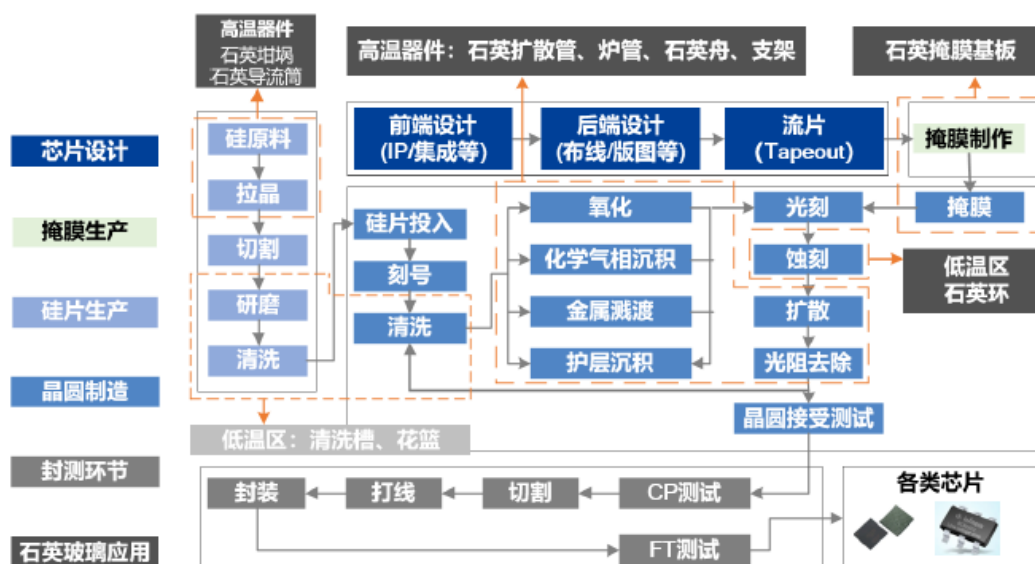 高温器件
石英坩埚
石英导流筒
高温器件：石英扩散管、炉管、石英舟、支架
石英掩膜基板
芯片设计
掩膜生产
硅片生产
晶圆制造
封测环节
石英玻璃应用
硅原料
拉晶
切割
研磨
清洗
前端设计
(IP/集成等)
后端设计
(布线/版图等)
流片
（Tapeout）
掩膜制作
掩膜
硅片投入
刻号
清洗
氧化
化学气相沉积
金属溅渡
护层沉积
光刻
蚀刻
扩散
光阻去除
晶圆接受测试
低温区
石英环
低温区：清洗槽、花篮
封装
打线
切割
CP测试
FT测试
各类芯片